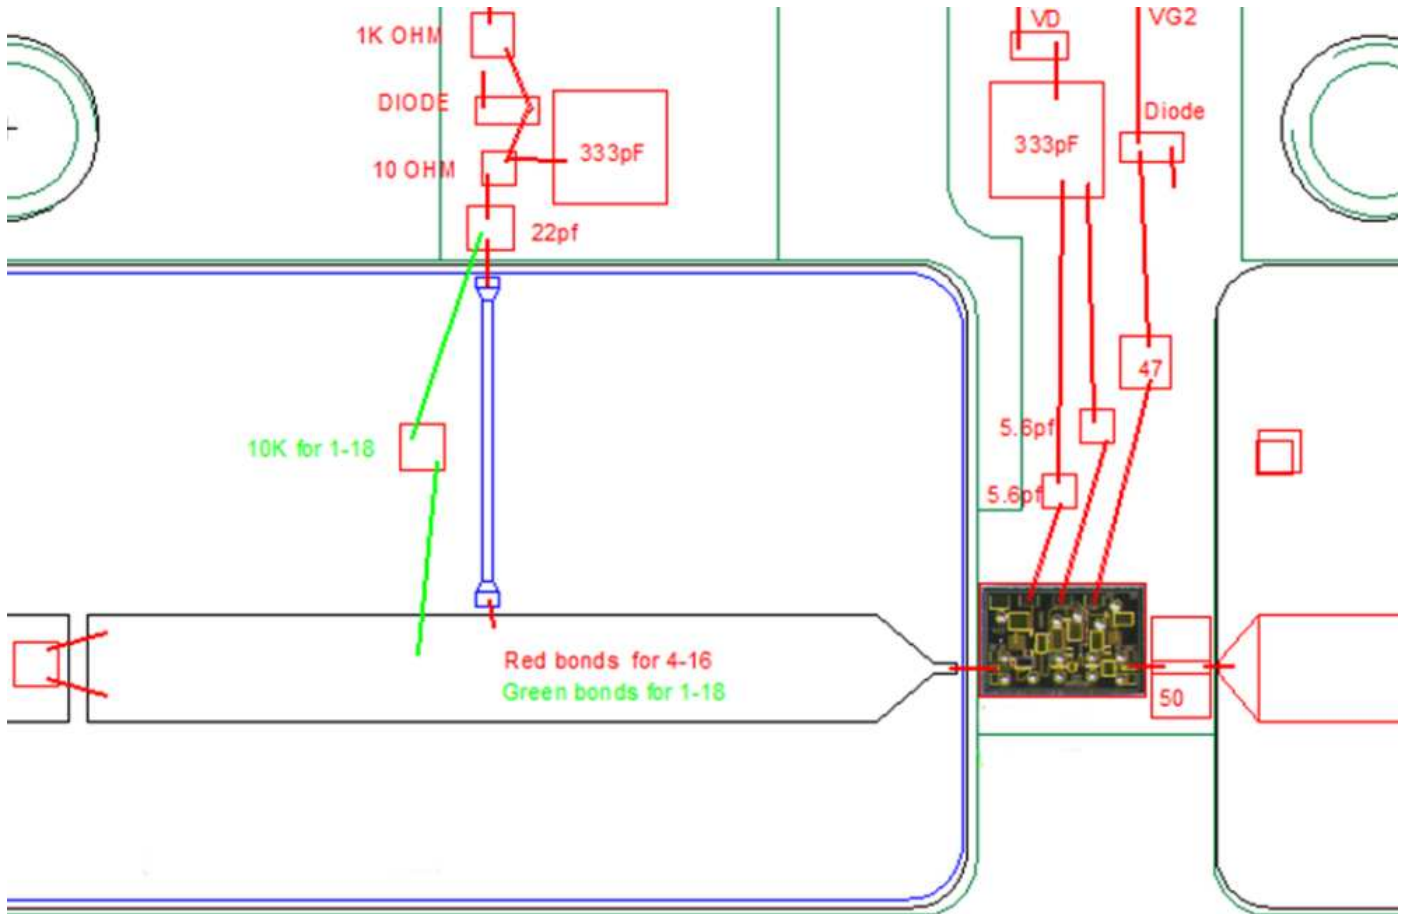 1K OHM
VD
VG2
DIODE
Diode
333pF
333pF
10 OHM
22pf
47
5.6pf
10K for 1-18
5.6pf
Red bonds for 4-16
Green bonds for 1-18
50